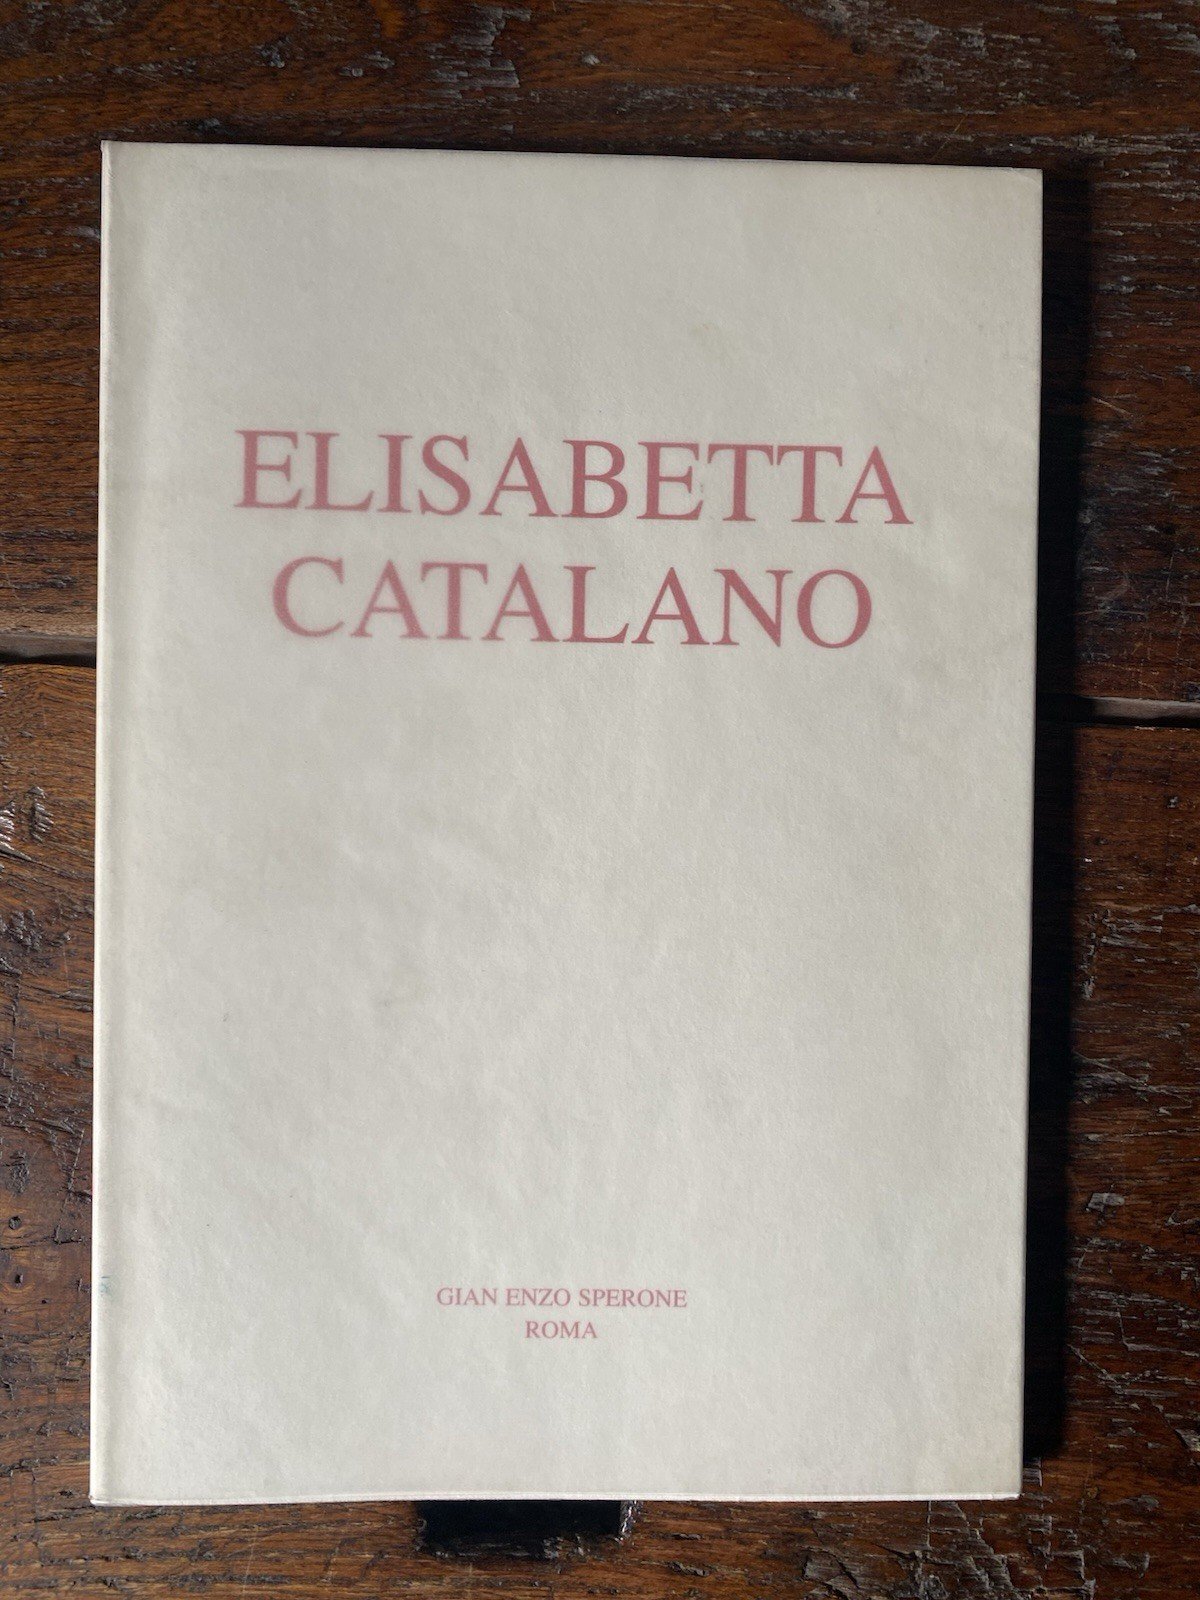 ELISABETTA
CATALANO
GIAN ENZO SPERONE
ROMA